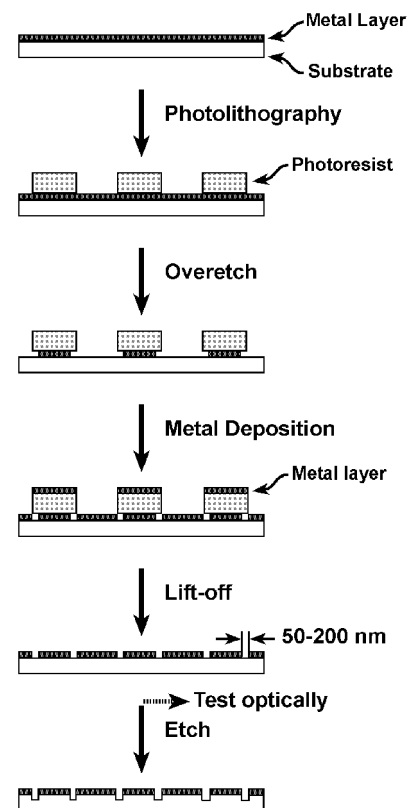 Metal Layer
Substrate
Photolithography
Photoresist
Overetch
Metal Deposition
Metal layer
Lift-off
50-200 nm
Test optically
Etch